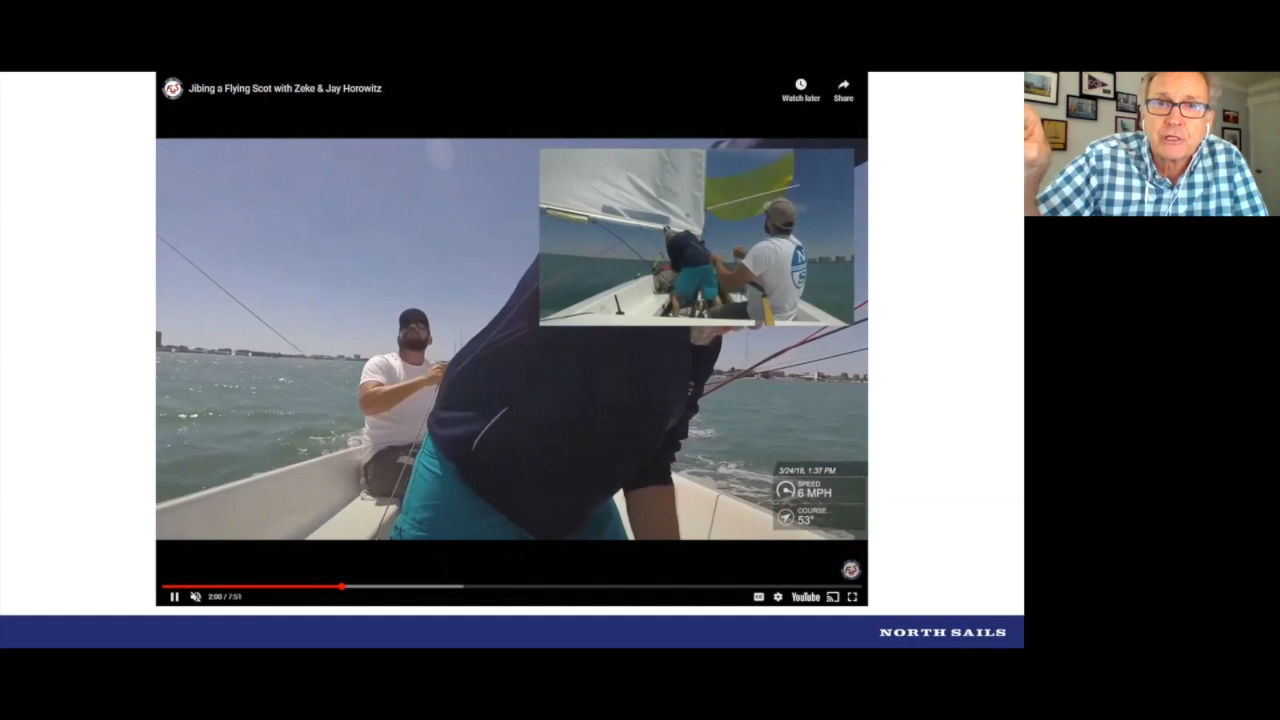 Jibing a Flying Scot with Zeke & Jay Horowitz
Watch later
Share
N
S
3/24/18, 1:37 PM
SPEED
6 MPH
COURSE
53°
2:00 / 7:51
CC
YouTube
NORTH SAILS